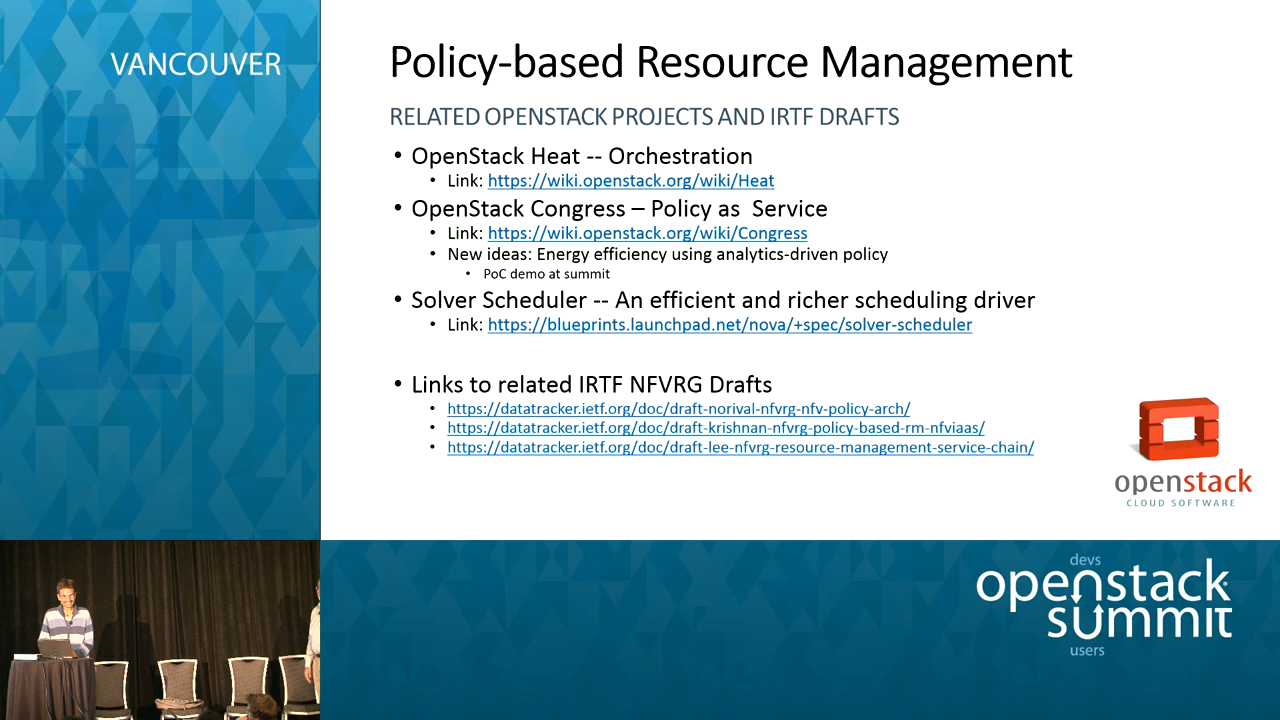 VANCOUVER
Policy-based Resource Management
RELATED OPENSTACK PROJECTS AND IRTF DRAFTS
• OpenStack Heat -- Orchestration
• Link: https://wiki.openstack.org/wiki/Heat
• OpenStack Congress – Policy as  Service
• Link: https://wiki.openstack.org/wiki/Congress
• New ideas: Energy efficiency using analytics-driven policy
• PoC demo at summit
• Solver Scheduler -- An efficient and richer scheduling driver
• Link: https://blueprints.launchpad.net/nova/+spec/solver-scheduler
• Links to related IRTF NFVRG Drafts
• https://datatracker.ietf.org/doc/draft-norival-nfvrg-nfv-policy-arch/
• https://datatracker.ietf.org/doc/draft-krishnan-nfvrg-policy-based-rm-nfviaas/
• https://datatracker.ietf.org/doc/draft-lee-nfvrg-resource-management-service-chain/
openstack
CLOUD SOFTWARE
devs
openstack
summit
users